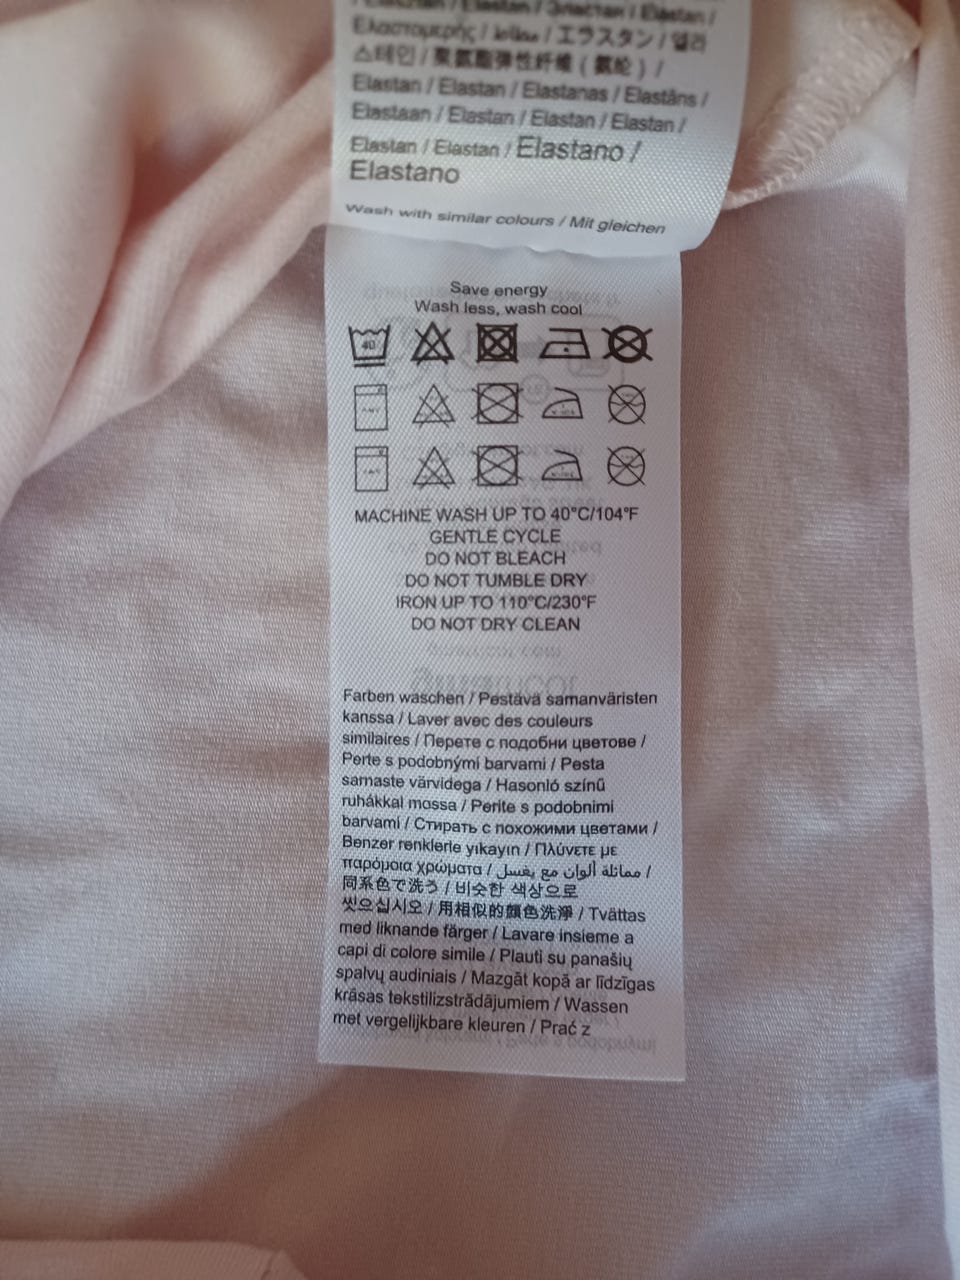 Elastan / Elastan / Эластан / Elastan /
Ελαστομερής / / エラスタン / 엘라
스테인 / 聚氨酯弹性纤维 ( 氨纶 ) /
Elastan / Elastan / Elastanas / Elastāns /
Elastaan / Elastan / Elastan / Elastan /
Elastan / Elastan / Elastano /
Elastano
Wash with similar colours / Mit gleichen
Save energy
Wash less, wash cool
40
MACHINE WASH UP TO 40°C/104°F
GENTLE CYCLE
DO NOT BLEACH
DO NOT TUMBLE DRY
IRON UP TO 110°C/230°F
DO NOT DRY CLEAN
Farben waschen / Pestävä samanväristen
kanssa / Laver avec des couleurs
similaires / Перете с подобни цветове /
Perte s podobnými barvami / Pesta
samaste värvidega / Hasonló színű
ruhákkal mossa / Perite s podobnimi
barvami / Стирать с похожими цветами /
Benzer renklerle yıkayın / Πλύνετε με
παρόμοια χρώματα / مماثلة ألوان مع يغسل /
同系色で洗う / 비슷한 색상으로
씻으십시오 / 用相似的顔色洗淨 / Tvättas
med liknande färger / Lavare insieme a
capi di colore simile / Plauti su panašių
spalvų audiniais / Mazgāt kopā ar līdzīgas
krāsas tekstilizstrādājumiem / Wassen
met vergelijkbare kleuren / Prać z